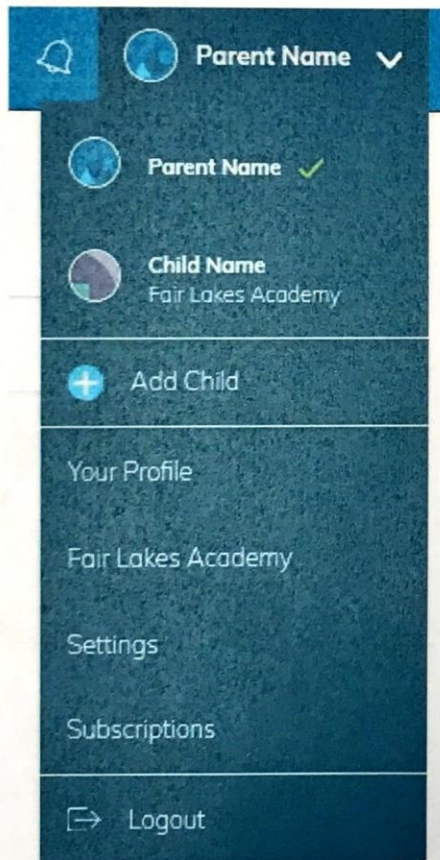 Parent Name
Parent Name
Child Name
Fair Lakes Academy
Add Child
Your Profile
Fair Lakes Academy
Settings
Subscriptions
Logout